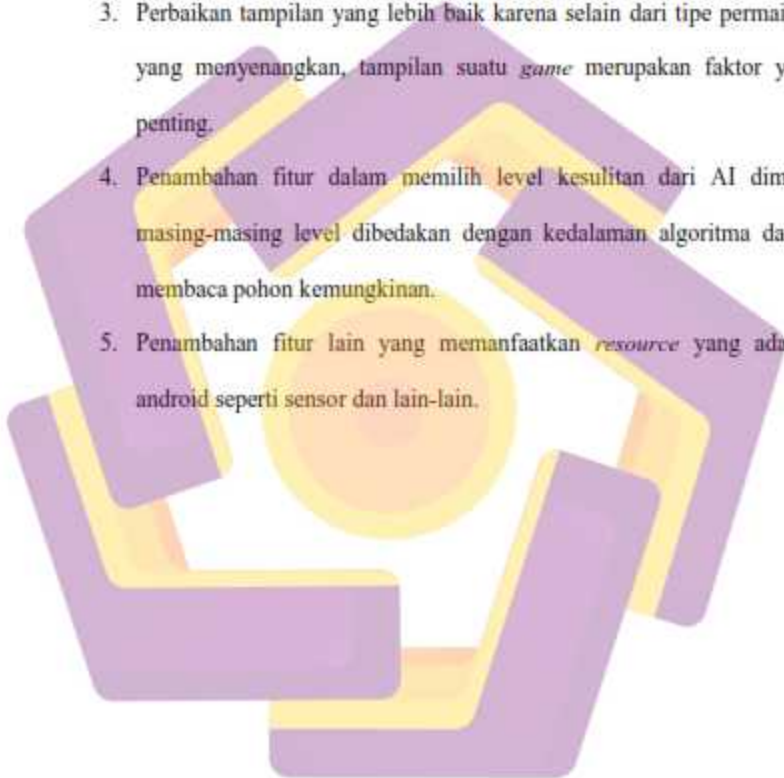 3. Perbaikan tampilan yang lebih baik karena selain dari tipe permai
yang menyenangkan, tampilan suatu game merupakan faktor y
penting.
4. Penambahan fitur dalam memilih level kesulitan dari AI dim
masing-masing level dibedakan dengan kedalaman algoritma da
membaca pohon kemungkinan.
5. Penambahan fitur lain yang memanfaatkan resource yang ada
android seperti sensor dan lain-lain.